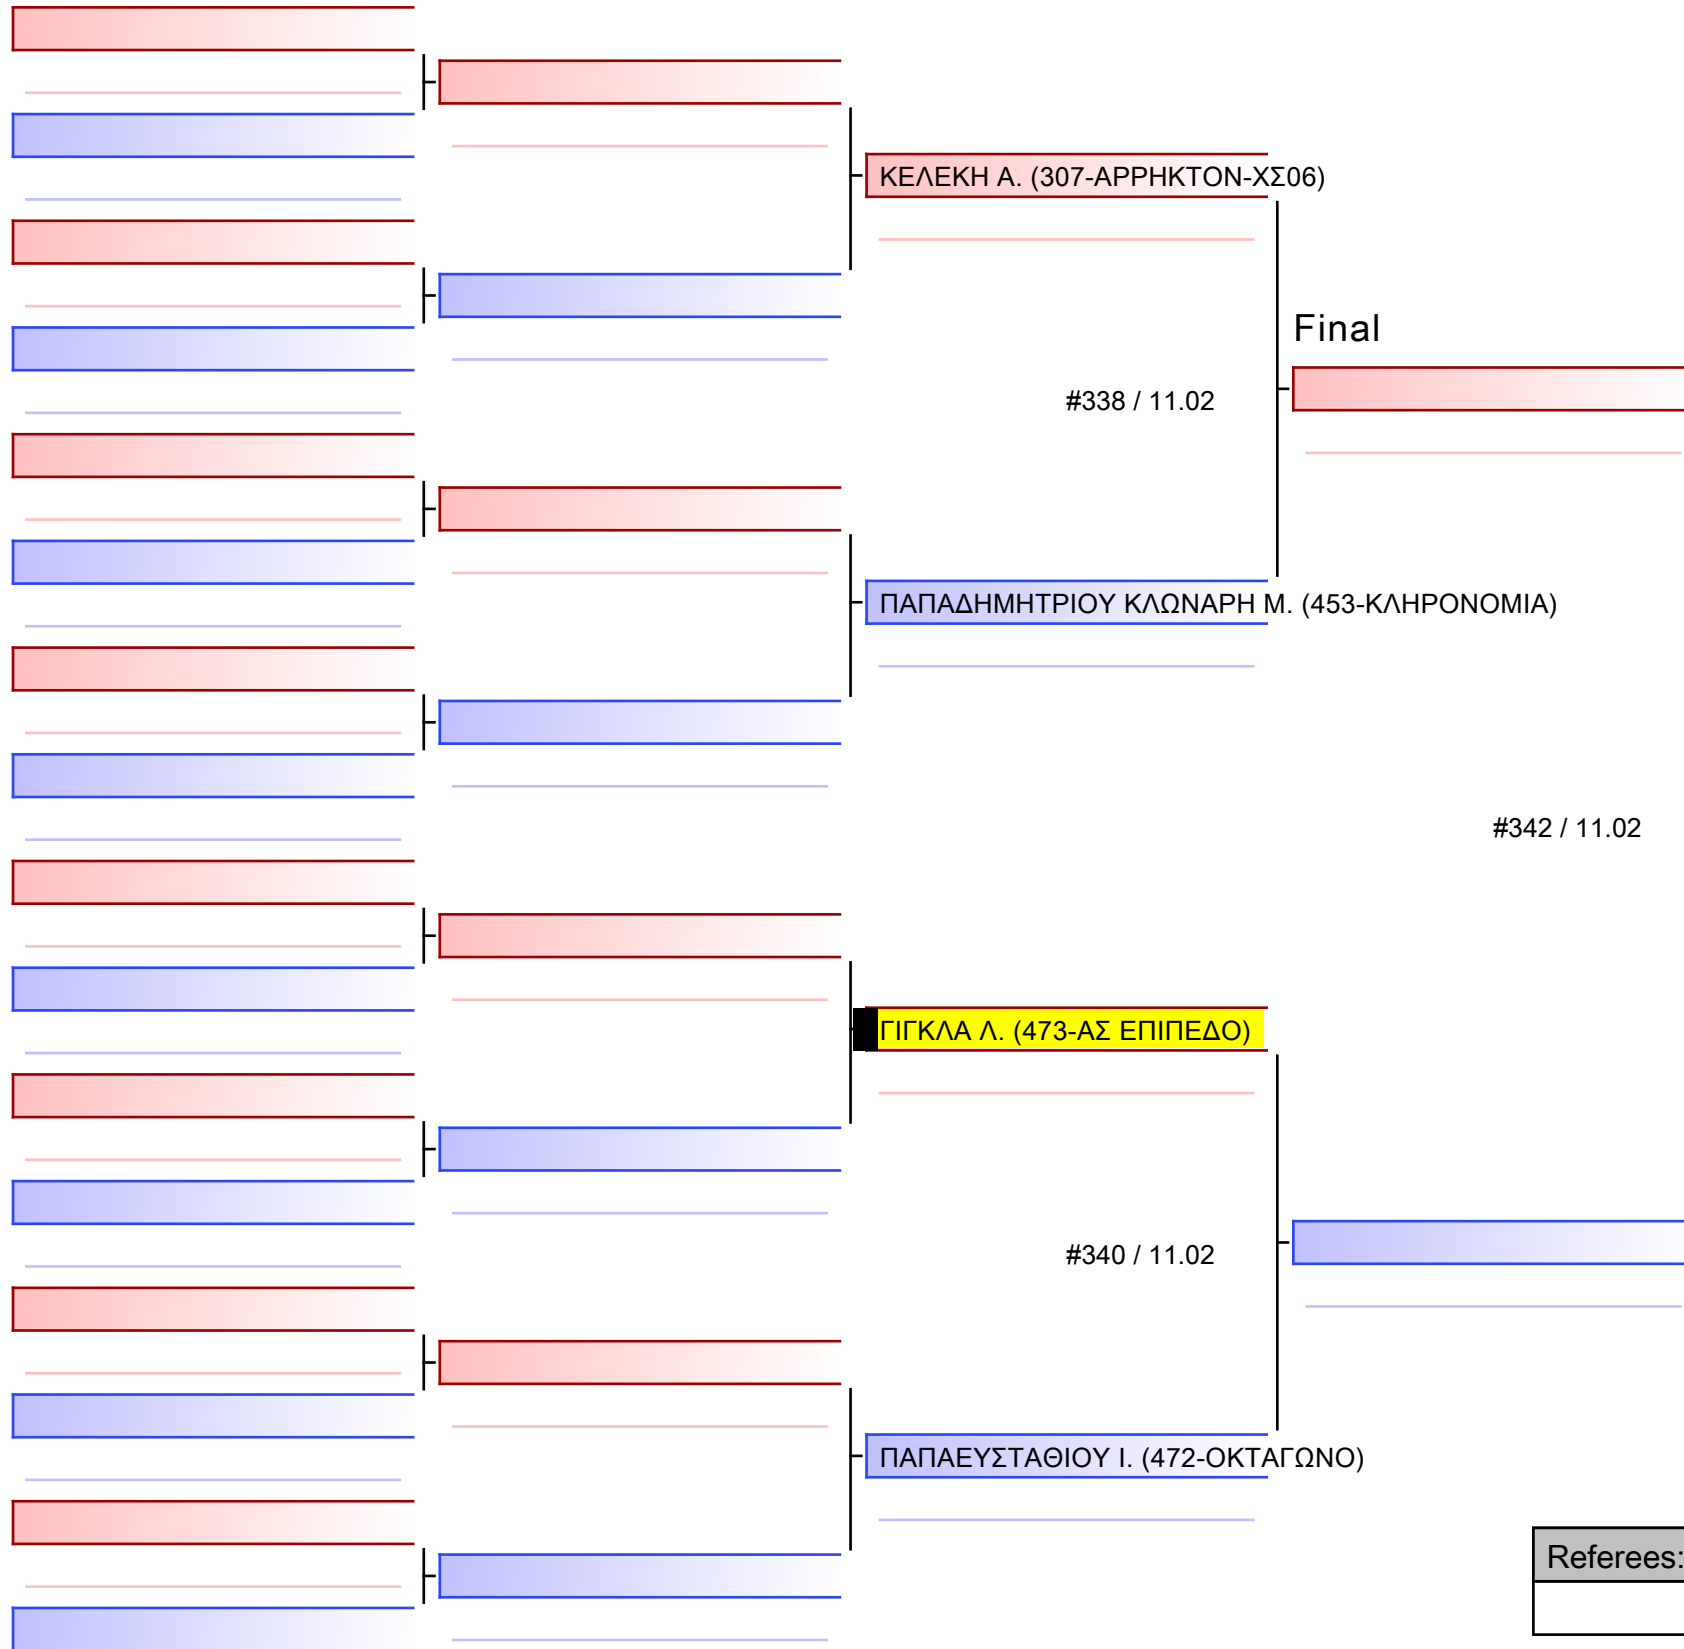 ΚΕΛΕΚΗ Α. (307-ΑΡΡΗΚΤΟΝ-ΧΣ06)
Final
#338 / 11.02
ΠΑΠΑΔΗΜΗΤΡΙΟΥ ΚΛΩΝΑΡΗ Μ. (453-ΚΛΗΡΟΝΟΜΙΑ)
#342 / 11.02
ΓΙΓΚΛΑ Λ. (473-ΑΣ ΕΠΙΠΕΔΟ)
#340 / 11.02
ΠΑΠΑΕΥΣΤΑΘΙΟΥ Ι. (472-ΟΚΤΑΓΩΝΟ)
Referees: